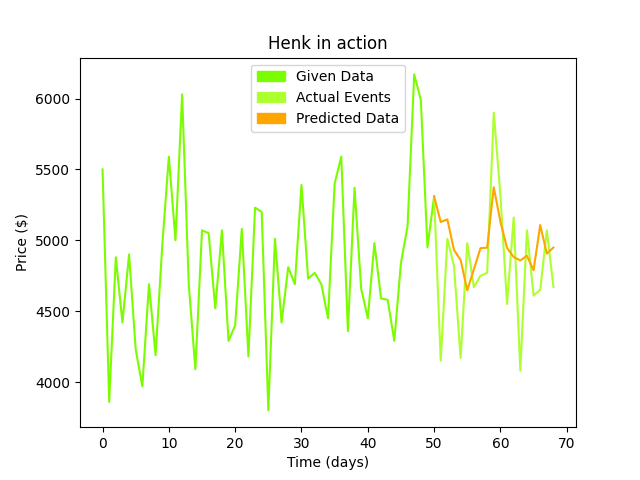 Henk in action
Given Data
Actual Events
Predicted Data
Price ($)
6000
5500
5000
4500
4000
0 10 20 30 40 50 60 70
Time (days)